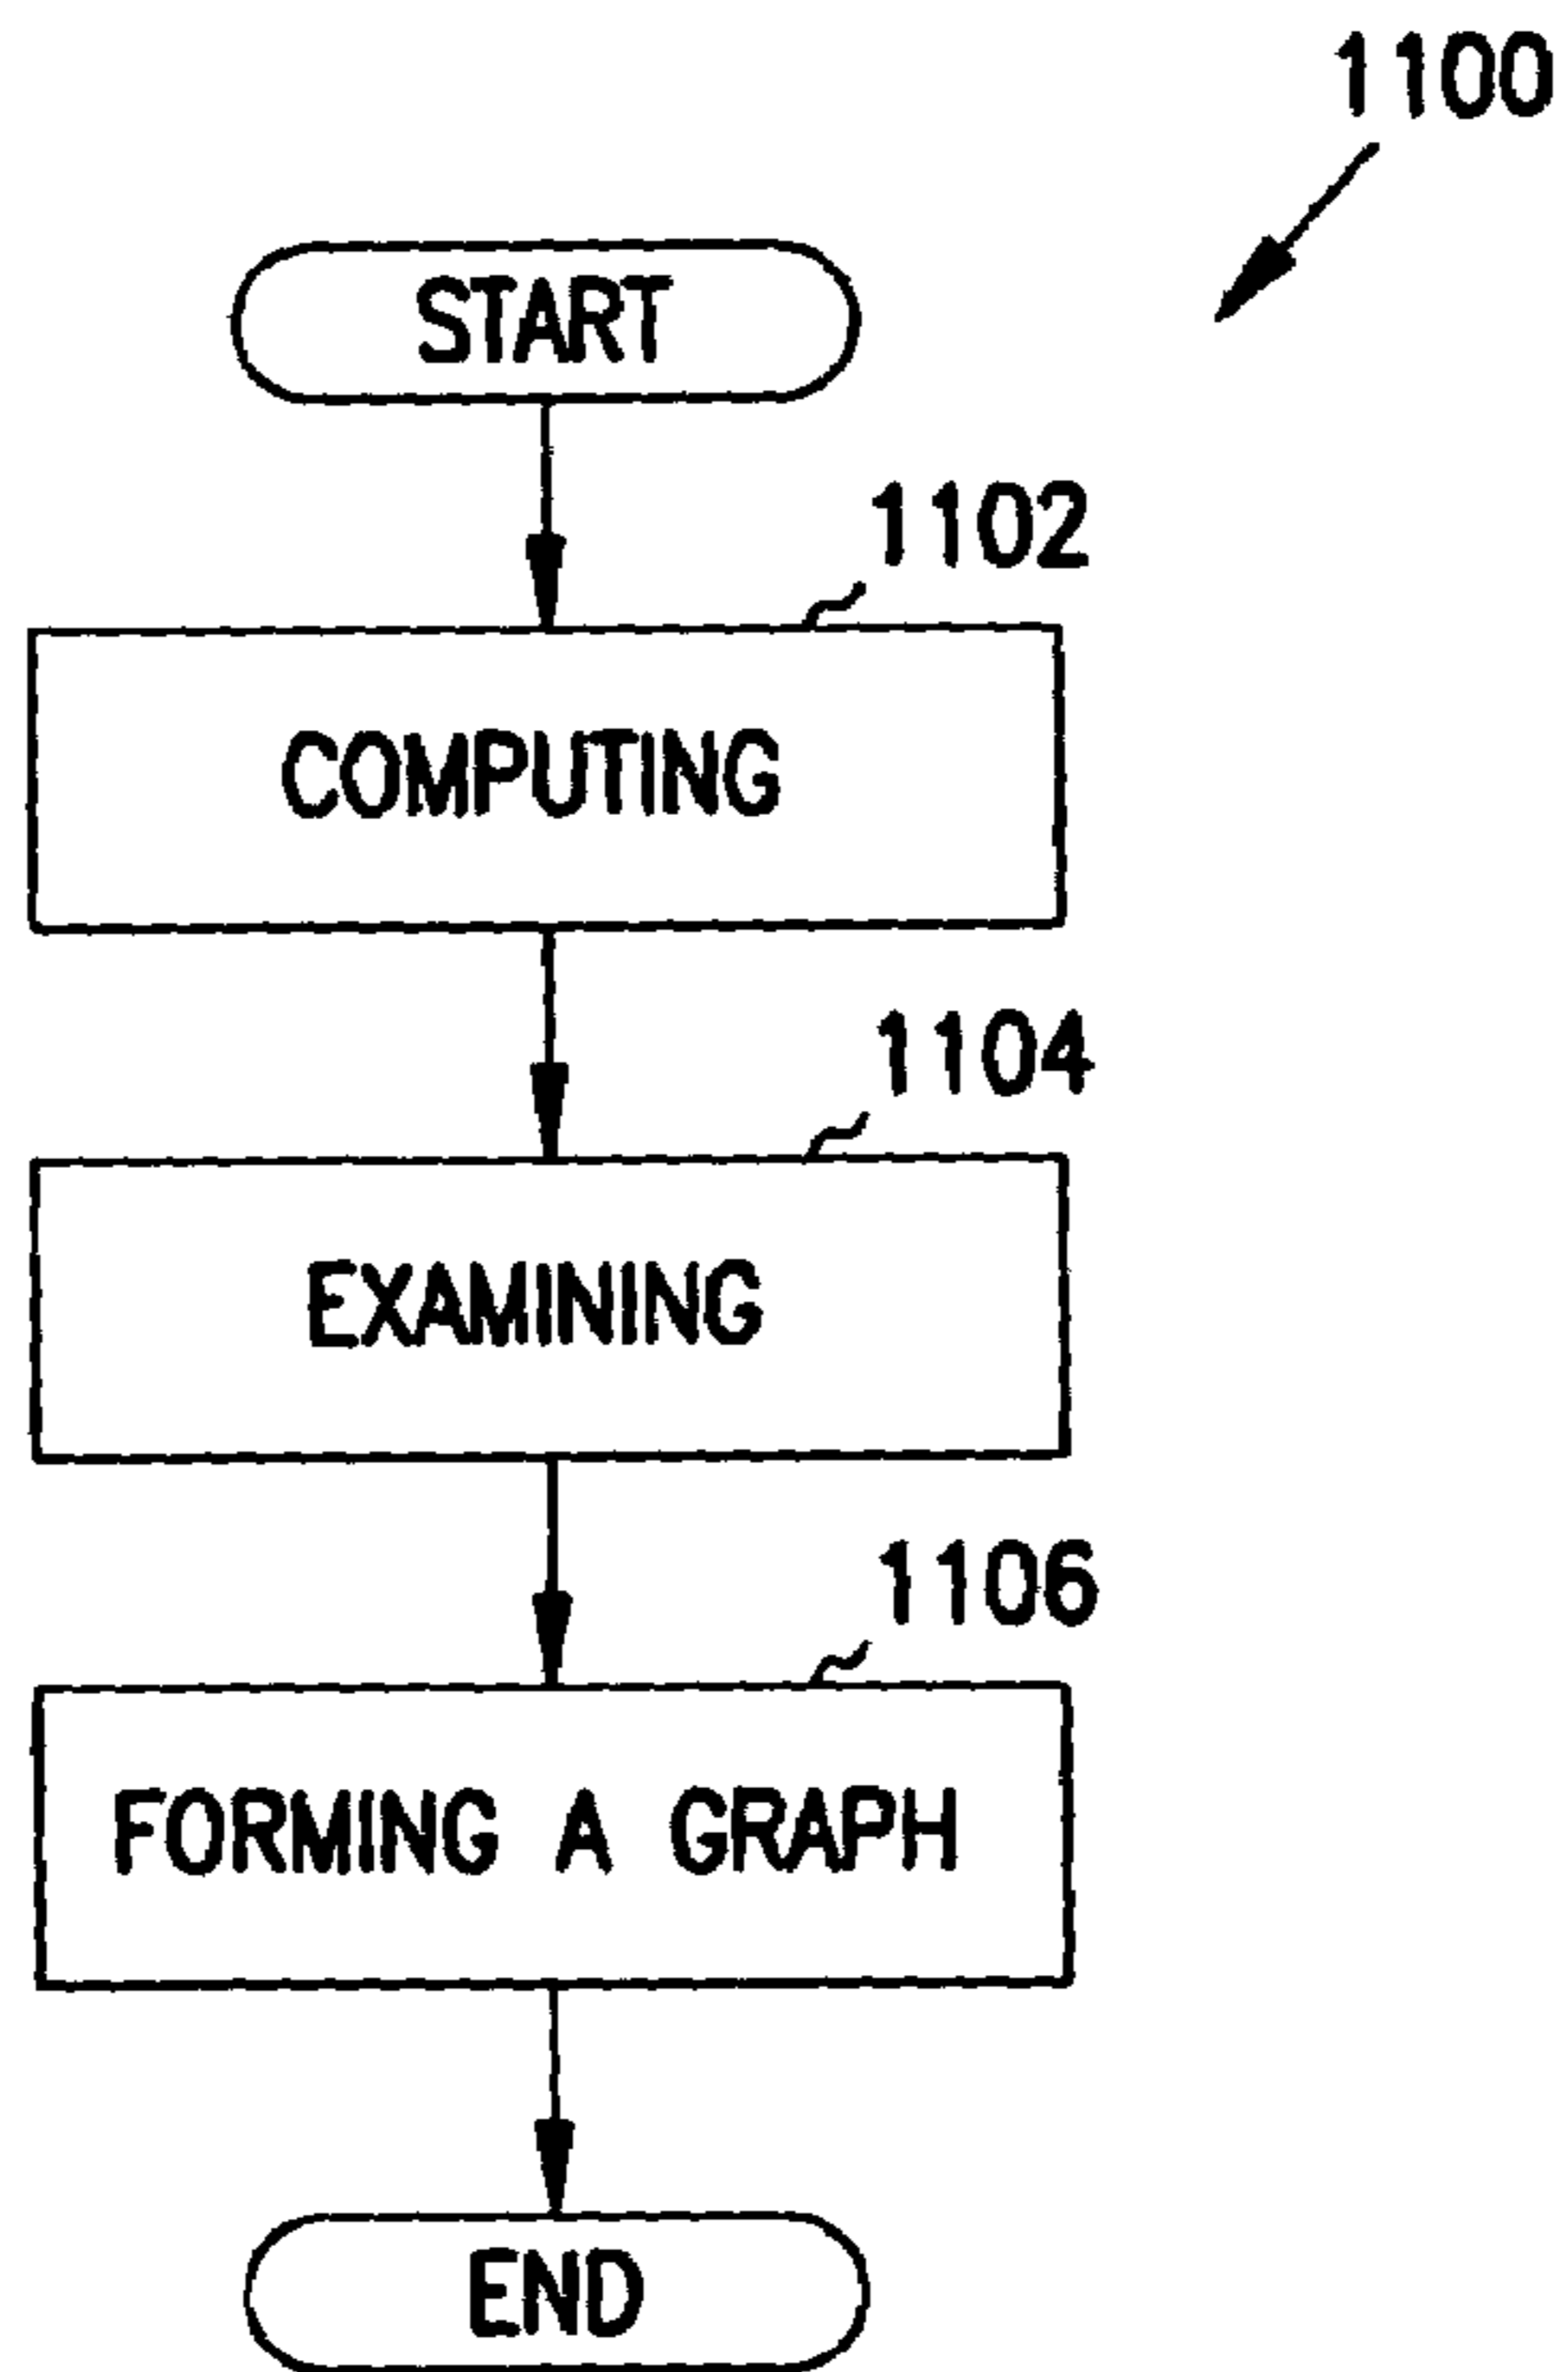 1100
START
1102
COMPUTING
1104
EXAMINING
1106
FORMING A GRAPH
END